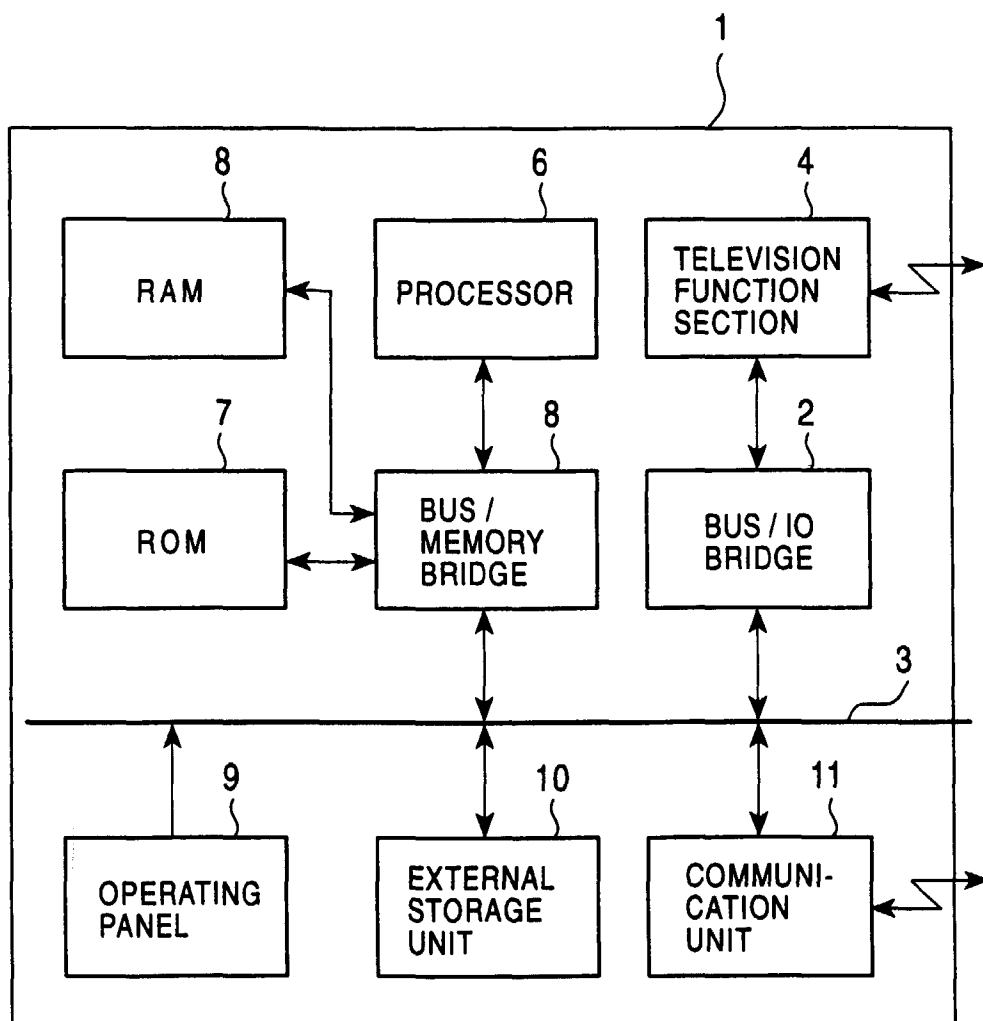 1
8
6
4
RAM
PROCESSOR
TELEVISION
FUNCTION
SECTION
7
8
2
ROM
BUS /
MEMORY
BRIDGE
BUS / IO
BRIDGE
3
9
10
11
OPERATING
PANEL
EXTERNAL
STORAGE
UNIT
COMMUNI-
CATION
UNIT